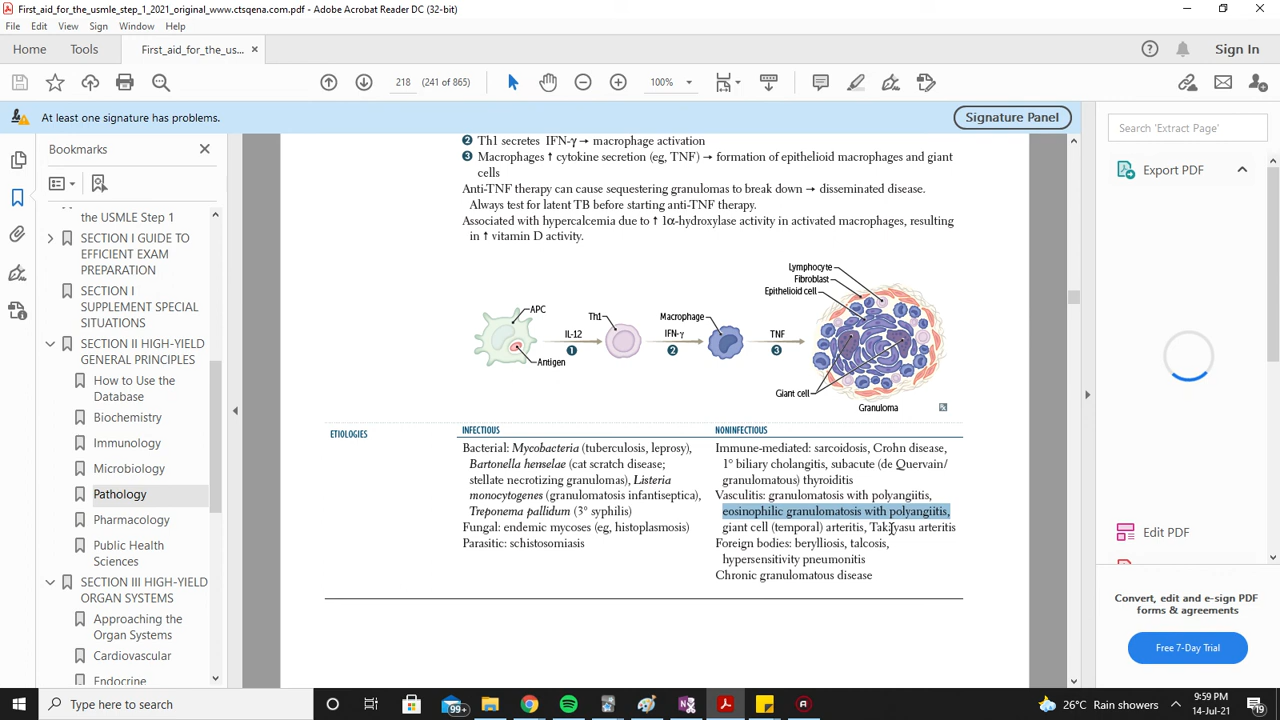 First_aid_for_the_usmle_step_1_2021_original_www.ctsqena.com.pdf - Adobe Acrobat Reader DC (32-bit)
File Edit View Sign Window Help
Home Tools First_aid_for_the_us... × Sign In
218 (241 of 865) 100%
At least one signature has problems. Signature Panel
Bookmarks
the USMLE Step 1
SECTION I GUIDE TO
EFFICIENT EXAM
PREPARATION
SECTION I
SUPPLEMENT SPECIAL
SITUATIONS
SECTION II HIGH-YIELD
GENERAL PRINCIPLES
How to Use the
Database
Biochemistry
Immunology
Microbiology
Pathology
Pharmacology
Public Health
Sciences
SECTION III HIGH-YIELD
ORGAN SYSTEMS
Approaching the
Organ Systems
Cardiovascular
Endocrine
2 Th1 secretes IFN-γ → macrophage activation
3 Macrophages ↑ cytokine secretion (eg, TNF) → formation of epithelioid macrophages and giant
cells
Anti-TNF therapy can cause sequestering granulomas to break down → disseminated disease.
Always test for latent TB before starting anti-TNF therapy.
Associated with hypercalcemia due to ↑ 1α-hydroxylase activity in activated macrophages, resulting
in ↑ vitamin D activity.
Lymphocyte
Fibroblast
Epithelioid cell
APC
Antigen
IL-12
1
Th1
IFN-γ
2
Macrophage
TNF
3
Giant cell
Granuloma
ETIOLOGIES
INFECTIOUS
Bacterial: Mycobacteria (tuberculosis, leprosy),
Bartonella henselae (cat scratch disease;
stellate necrotizing granulomas), Listeria
monocytogenes (granulomatosis infantiseptica),
Treponema pallidum (3° syphilis)
Fungal: endemic mycoses (eg, histoplasmosis)
Parasitic: schistosomiasis
NONINFECTIOUS
Immune-mediated: sarcoidosis, Crohn disease,
1° biliary cholangitis, subacute (de Quervain/
granulomatous) thyroiditis
Vasculitis: granulomatosis with polyangiitis,
eosinophilic granulomatosis with polyangiitis,
giant cell (temporal) arteritis, Takayasu arteritis
Foreign bodies: berylliosis, talcosis,
hypersensitivity pneumonitis
Chronic granulomatous disease
Search 'Extract Page'
Export PDF
Edit PDF
Convert, edit and e-sign PDF
forms & agreements
Free 7-Day Trial
Type here to search
99+
26°C Rain showers
9:59 PM
14-Jul-21
19